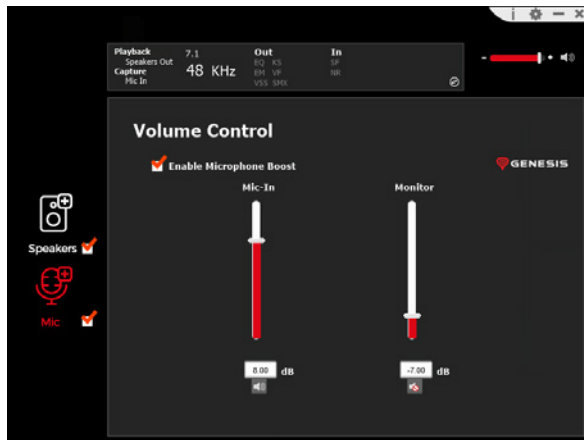 Playback 7.1 Out In
Speakers Out EQ KS SF
Capture 48 KHz EM VF NR
Mic In VSS SMX
Volume Control
Enable Microphone Boost
GENESIS
Mic-In Monitor
Speakers
Mic
8.00 dB -7.00 dB